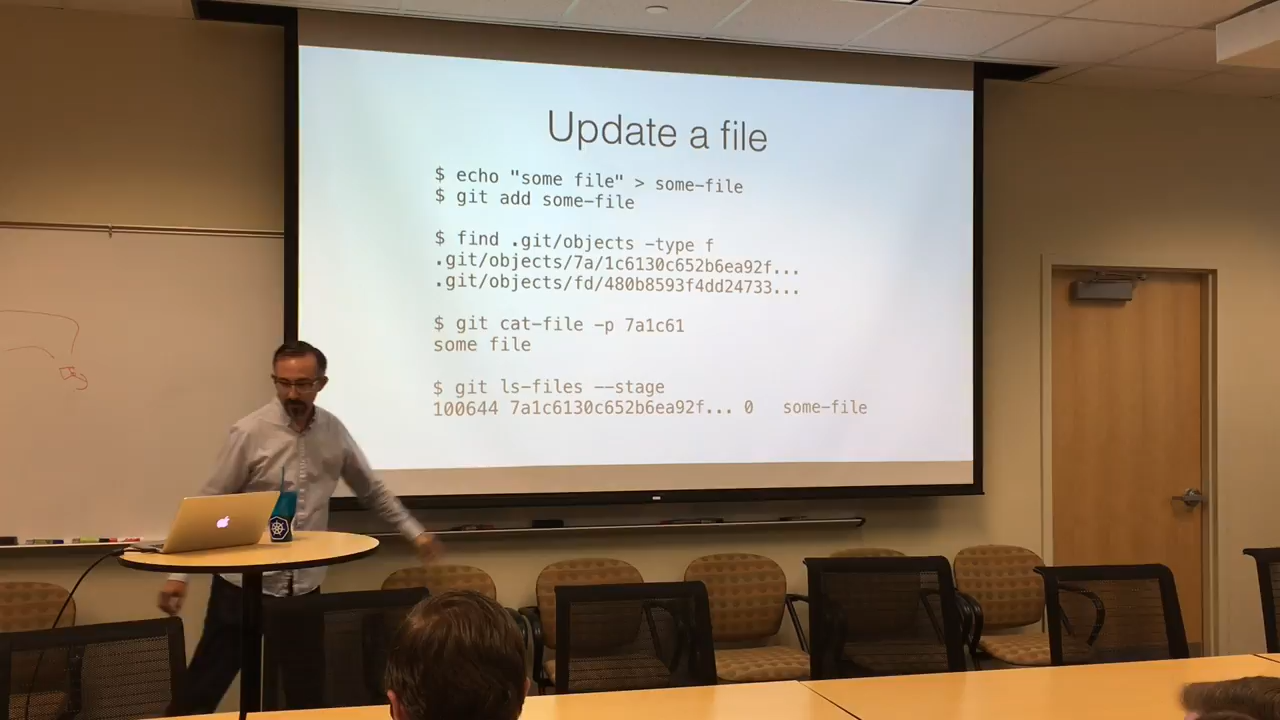 Update a file
$ echo "some file" > some-file
$ git add some-file
$ find .git/objects -type f
.git/objects/7a/1c6130c652b6ea92f...
.git/objects/fd/480b8593f4dd24733...
$ git cat-file -p 7a1c61
some file
$ git ls-files --stage
100644 7a1c6130c652b6ea92f... 0 some-file